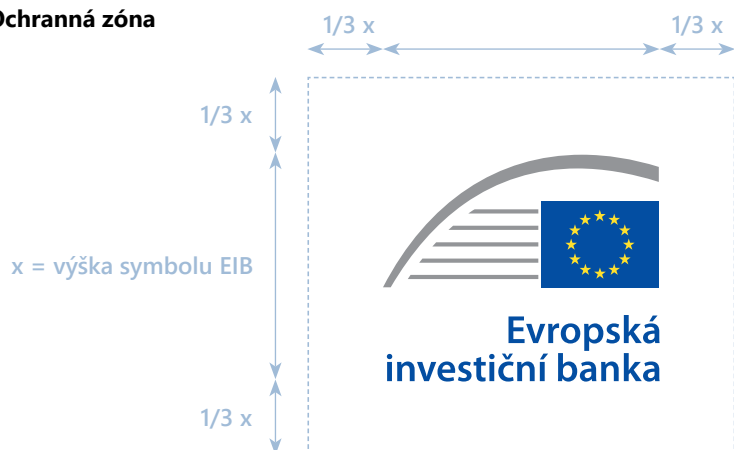 Ochranná zóna
1/3 x
1/3 x
1/3 x
x = výška symbolu EIB
Evropská
investiční banka
1/3 x